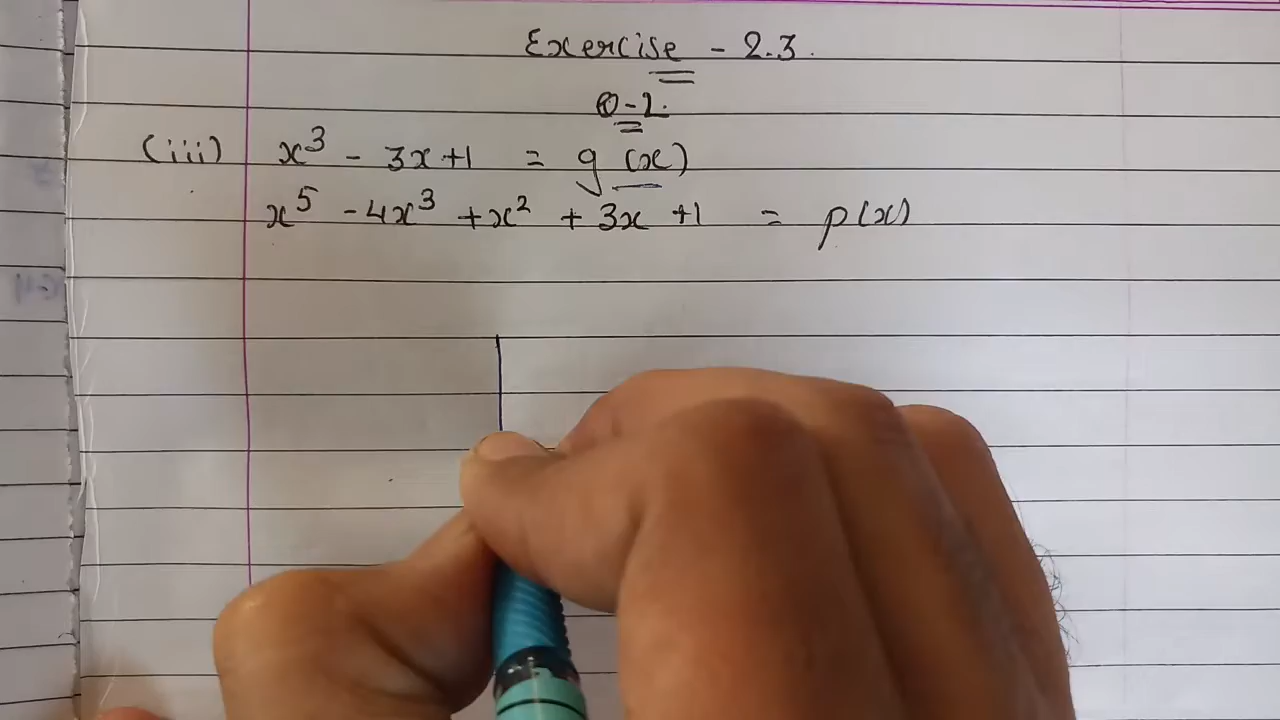 Exercise - 2.3.
Q-2.
(iii) x³ - 3x+1 = g(x)
x⁵ - 4x³ + x² + 3x + 1 = p(x)